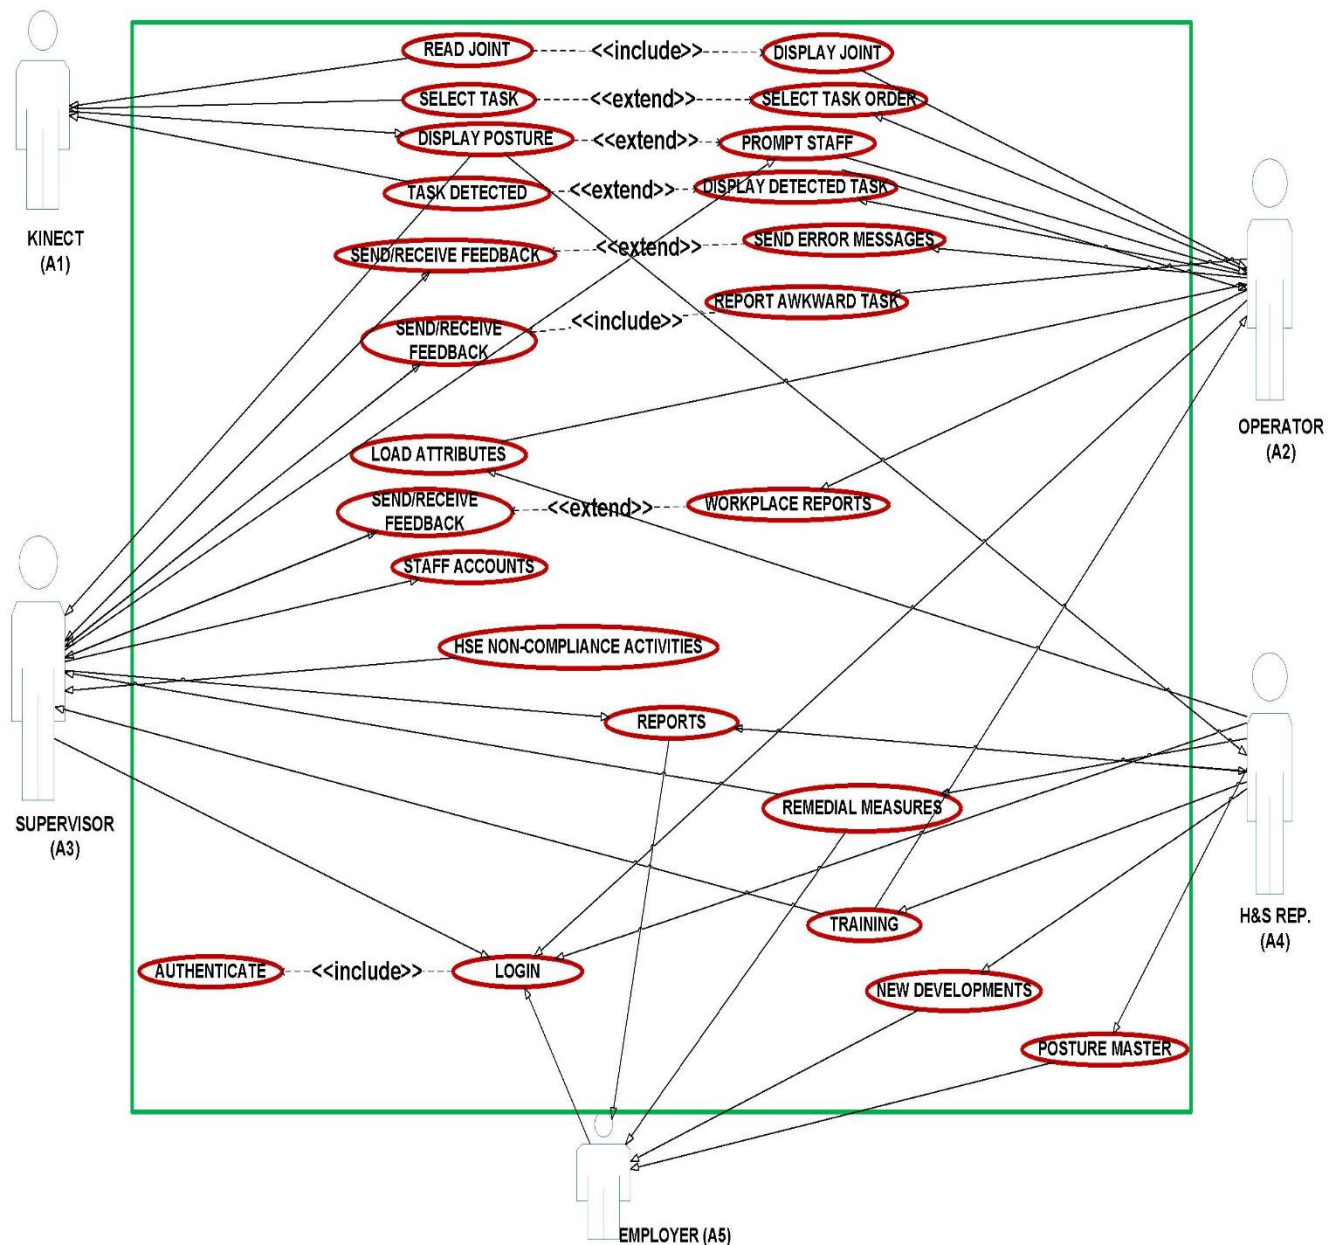 READ JOINT <<include>> DISPLAY JOINT
SELECT TASK <<extend>> SELECT TASK ORDER
DISPLAY POSTURE <<extend>> PROMPT STAFF
TASK DETECTED <<extend>> DISPLAY DETECTED TASK
KINECT
(A1)
SEND/RECEIVE FEEDBACK <<extend>> SEND ERROR MESSAGES
SEND/RECEIVE
FEEDBACK
<<include>> REPORT AWKWARD TASK
OPERATOR
(A2)
LOAD ATTRIBUTES
SEND/RECEIVE
FEEDBACK
<<extend>> WORKPLACE REPORTS
STAFF ACCOUNTS
HSE NON-COMPLIANCE ACTIVITIES
REPORTS
SUPERVISOR
(A3)
REMEDIAL MEASURES
TRAINING
H&S REP.
(A4)
AUTHENTICATE <<include>> LOGIN
NEW DEVELOPMENTS
POSTURE MASTER
EMPLOYER (A5)